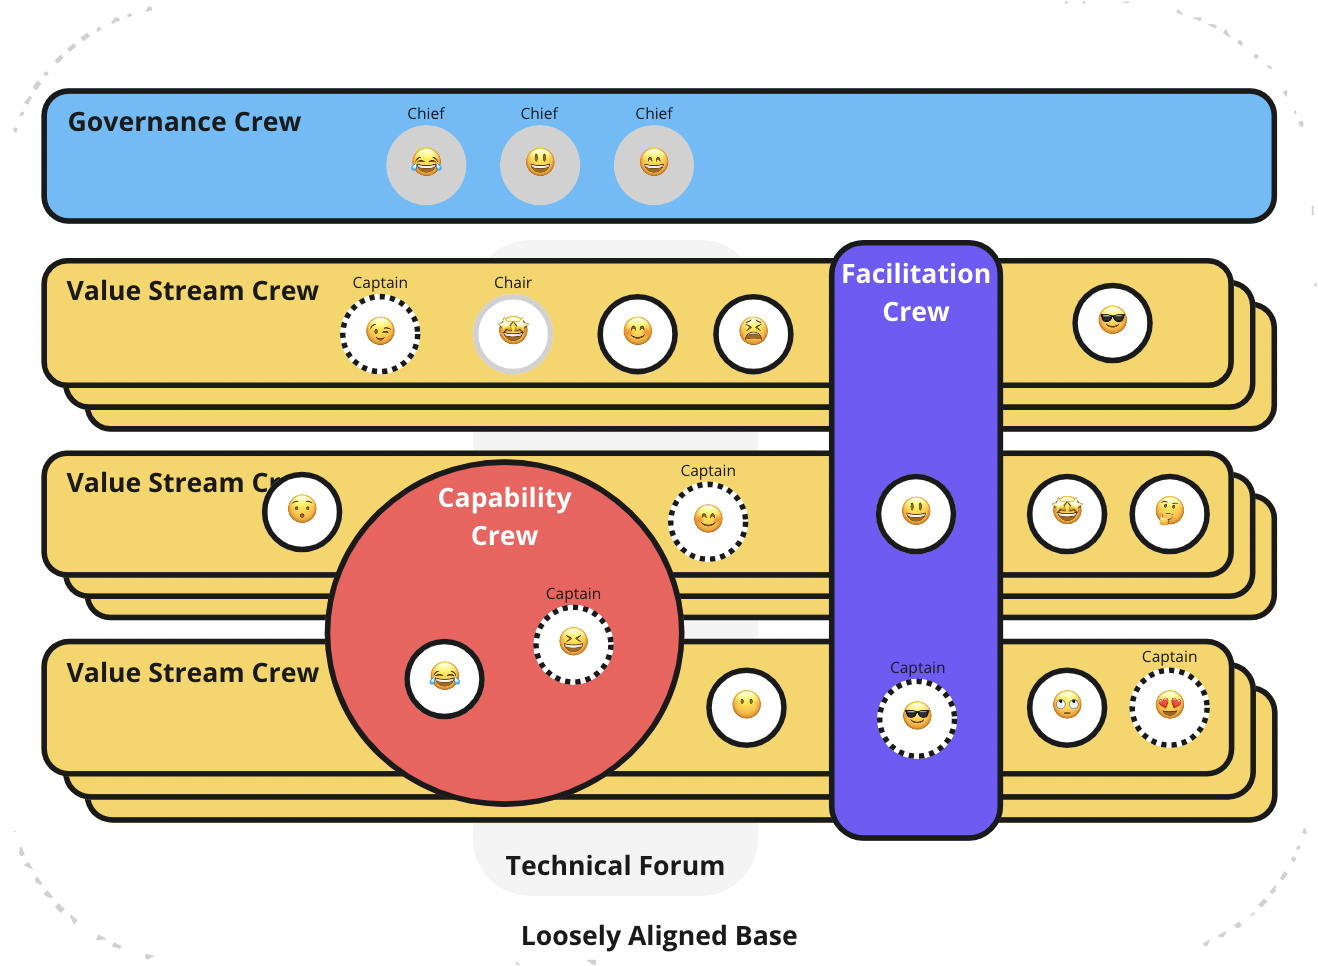 Governance Crew
Chief
Chief
Chief
Value Stream Crew
Captain
Chair
Facilitation
Crew
Value Stream Cr
Capability
Crew
Captain
Captain
Value Stream Crew
Captain
Captain
Technical Forum
Loosely Aligned Base